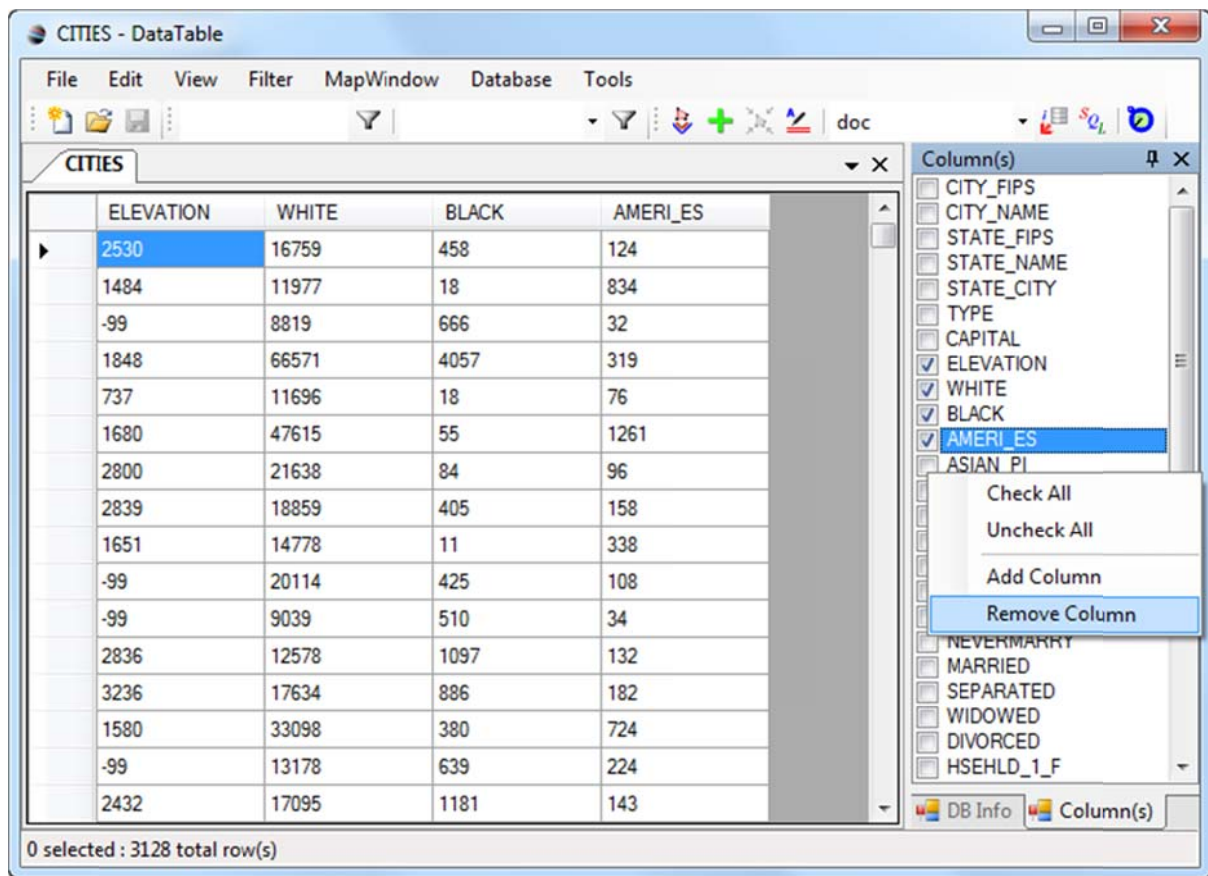 CITIES - DataTable
File Edit View Filter MapWindow Database Tools
doc SQL
CITIES
ELEVATION WHITE BLACK AMERI_ES
2530 16759 458 124
1484 11977 18 834
-99 8819 666 32
1848 66571 4057 319
737 11696 18 76
1680 47615 55 1261
2800 21638 84 96
2839 18859 405 158
1651 14778 11 338
-99 20114 425 108
-99 9039 510 34
2836 12578 1097 132
3236 17634 886 182
1580 33098 380 724
-99 13178 639 224
2432 17095 1181 143
Column(s)
CITY_FIPS
CITY_NAME
STATE_FIPS
STATE_NAME
STATE_CITY
TYPE
CAPITAL
ELEVATION
WHITE
BLACK
AMERI_ES
ASIAN_PI
Check All
Uncheck All
Add Column
Remove Column
NEVERMARRY
MARRIED
SEPARATED
WIDOWED
DIVORCED
HSEHLD_1_F
DB Info Column(s)
0 selected : 3128 total row(s)